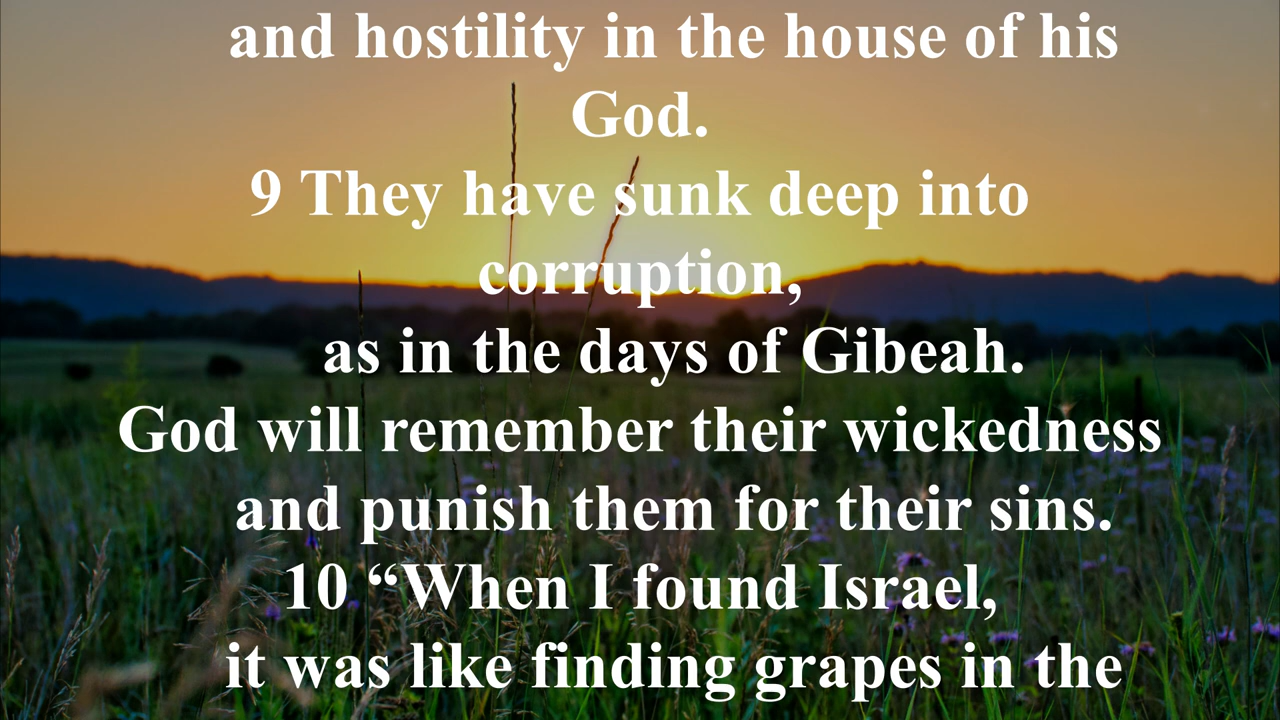 and hostility in the house of his
God.
9 They have sunk deep into
corruption,
as in the days of Gibeah.
God will remember their wickedness
and punish them for their sins.
10 “When I found Israel,
it was like finding grapes in the